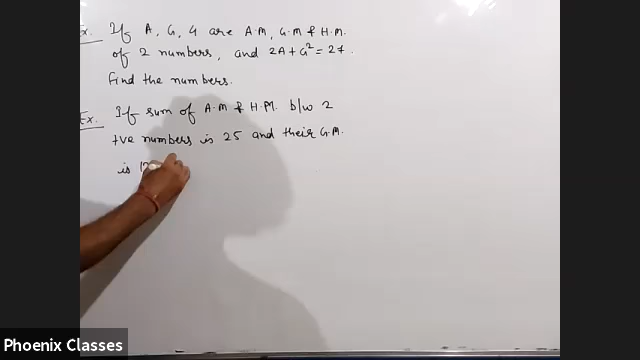 Ex. If A, G, 4 are A.M, G.M & H.M.
of 2 numbers, and 2A+G²=27.
Find the numbers.
Ex. If sum of A.M & H.M. b/w 2
+ve numbers is 25 and their G.M.
is
Phoenix Classes